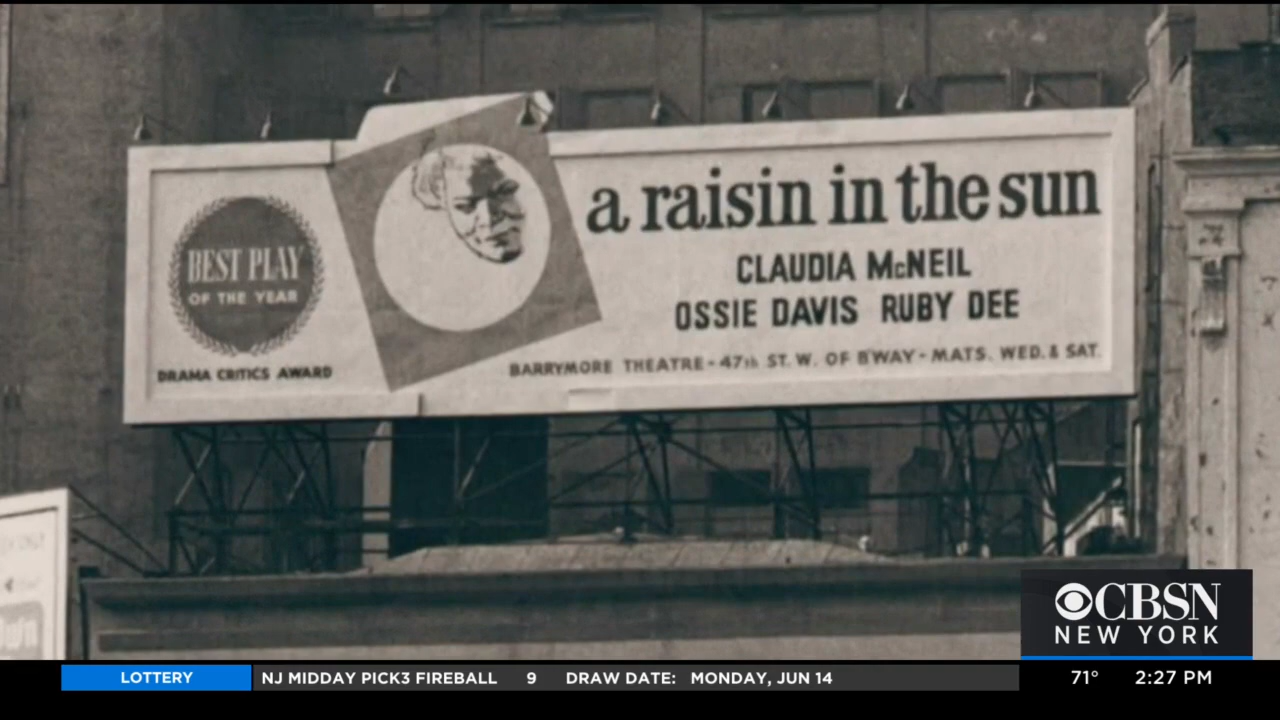 BEST PLAY
OF THE YEAR
DRAMA CRITICS AWARD
a raisin in the sun
CLAUDIA McNEIL
OSSIE DAVIS RUBY DEE
BARRYMORE THEATRE - 47th ST. W. OF B'WAY - MATS. WED. & SAT.
CBSN
NEW YORK
LOTTERY
NJ MIDDAY PICK3 FIREBALL 9 DRAW DATE: MONDAY, JUN 14
71° 2:27 PM